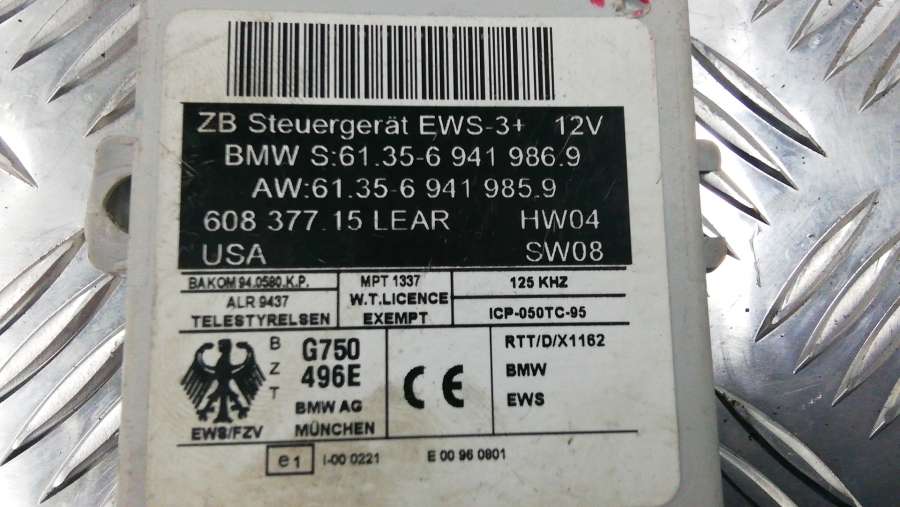 ZB Steuergerät EWS-3+ 12V
BMW S:61.35-6 941 986.9
AW:61.35-6 941 985.9
608 377.15 LEAR HW04
USA SW08
BAKOM 94.0580.K.P.
ALR 9437
TELESTYRELSEN
MPT 1337
W.T.LICENCE
EXEMPT
125 KHZ
ICP-050TC-95
BZT
EWS/FZV
G750
496E
BMW AG
MÜNCHEN
CE
RTT/D/X1162
BMW
EWS
e1 I-00 0221 E 00 96 0801